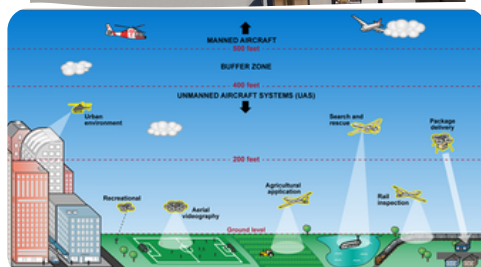 MANNED AIRCRAFT
500 feet
BUFFER ZONE
400 feet
UNMANNED AIRCRAFT SYSTEMS (UAS)
Urban
environment
Search and
rescue
Package
delivery
200 feet
Recreational
Aerial
videography
Agricultural
application
Rail
inspection
Ground level